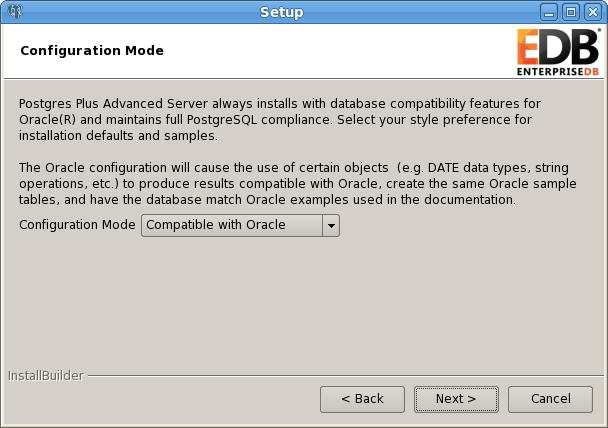 Setup
Configuration Mode
EDB
ENTERPRISEDB
Postgres Plus Advanced Server always installs with database compatibility features for
Oracle(R) and maintains full PostgreSQL compliance. Select your style preference for
installation defaults and samples.
The Oracle configuration will cause the use of certain objects  (e.g. DATE data types, string
operations, etc.) to produce results compatible with Oracle, create the same Oracle sample
tables, and have the database match Oracle examples used in the documentation.
Configuration Mode Compatible with Oracle
InstallBuilder
< Back Next > Cancel